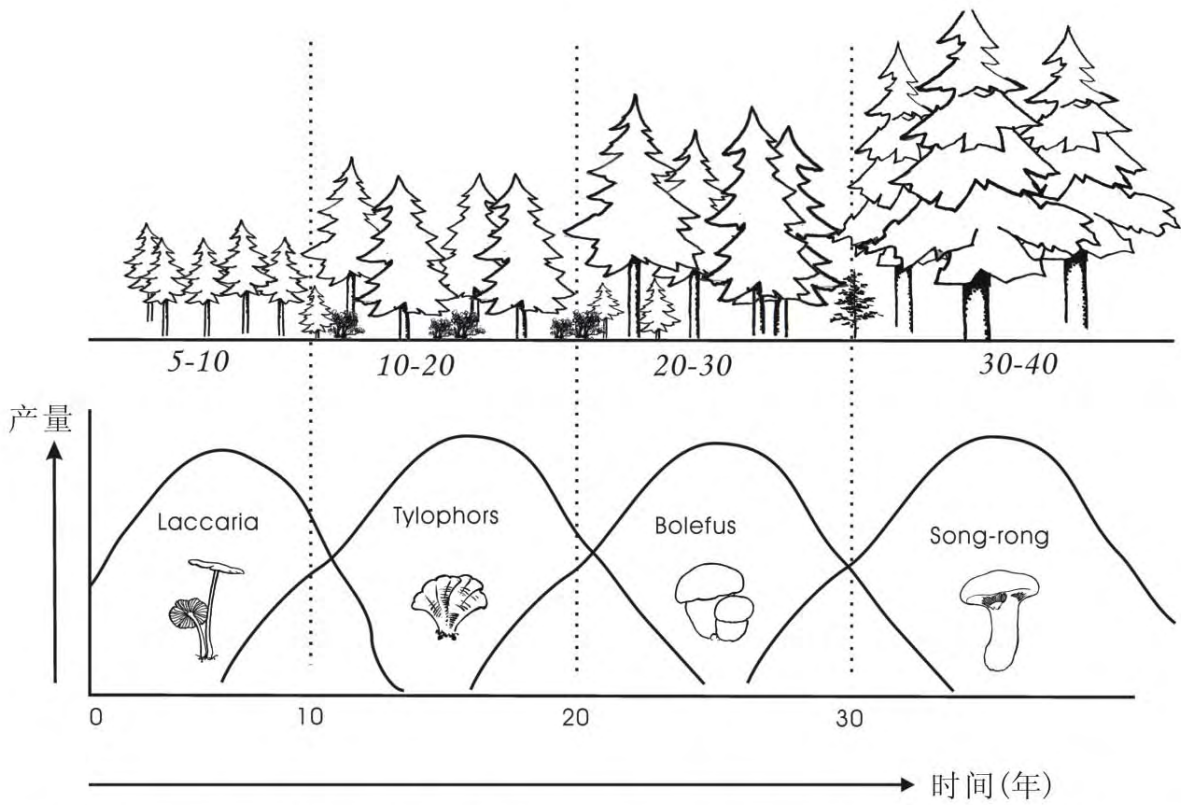 5-10
10-20
20-30
30-40
产量
Laccaria
Tylophors
Bolefus
Song-rong
0
10
20
30
时间(年)